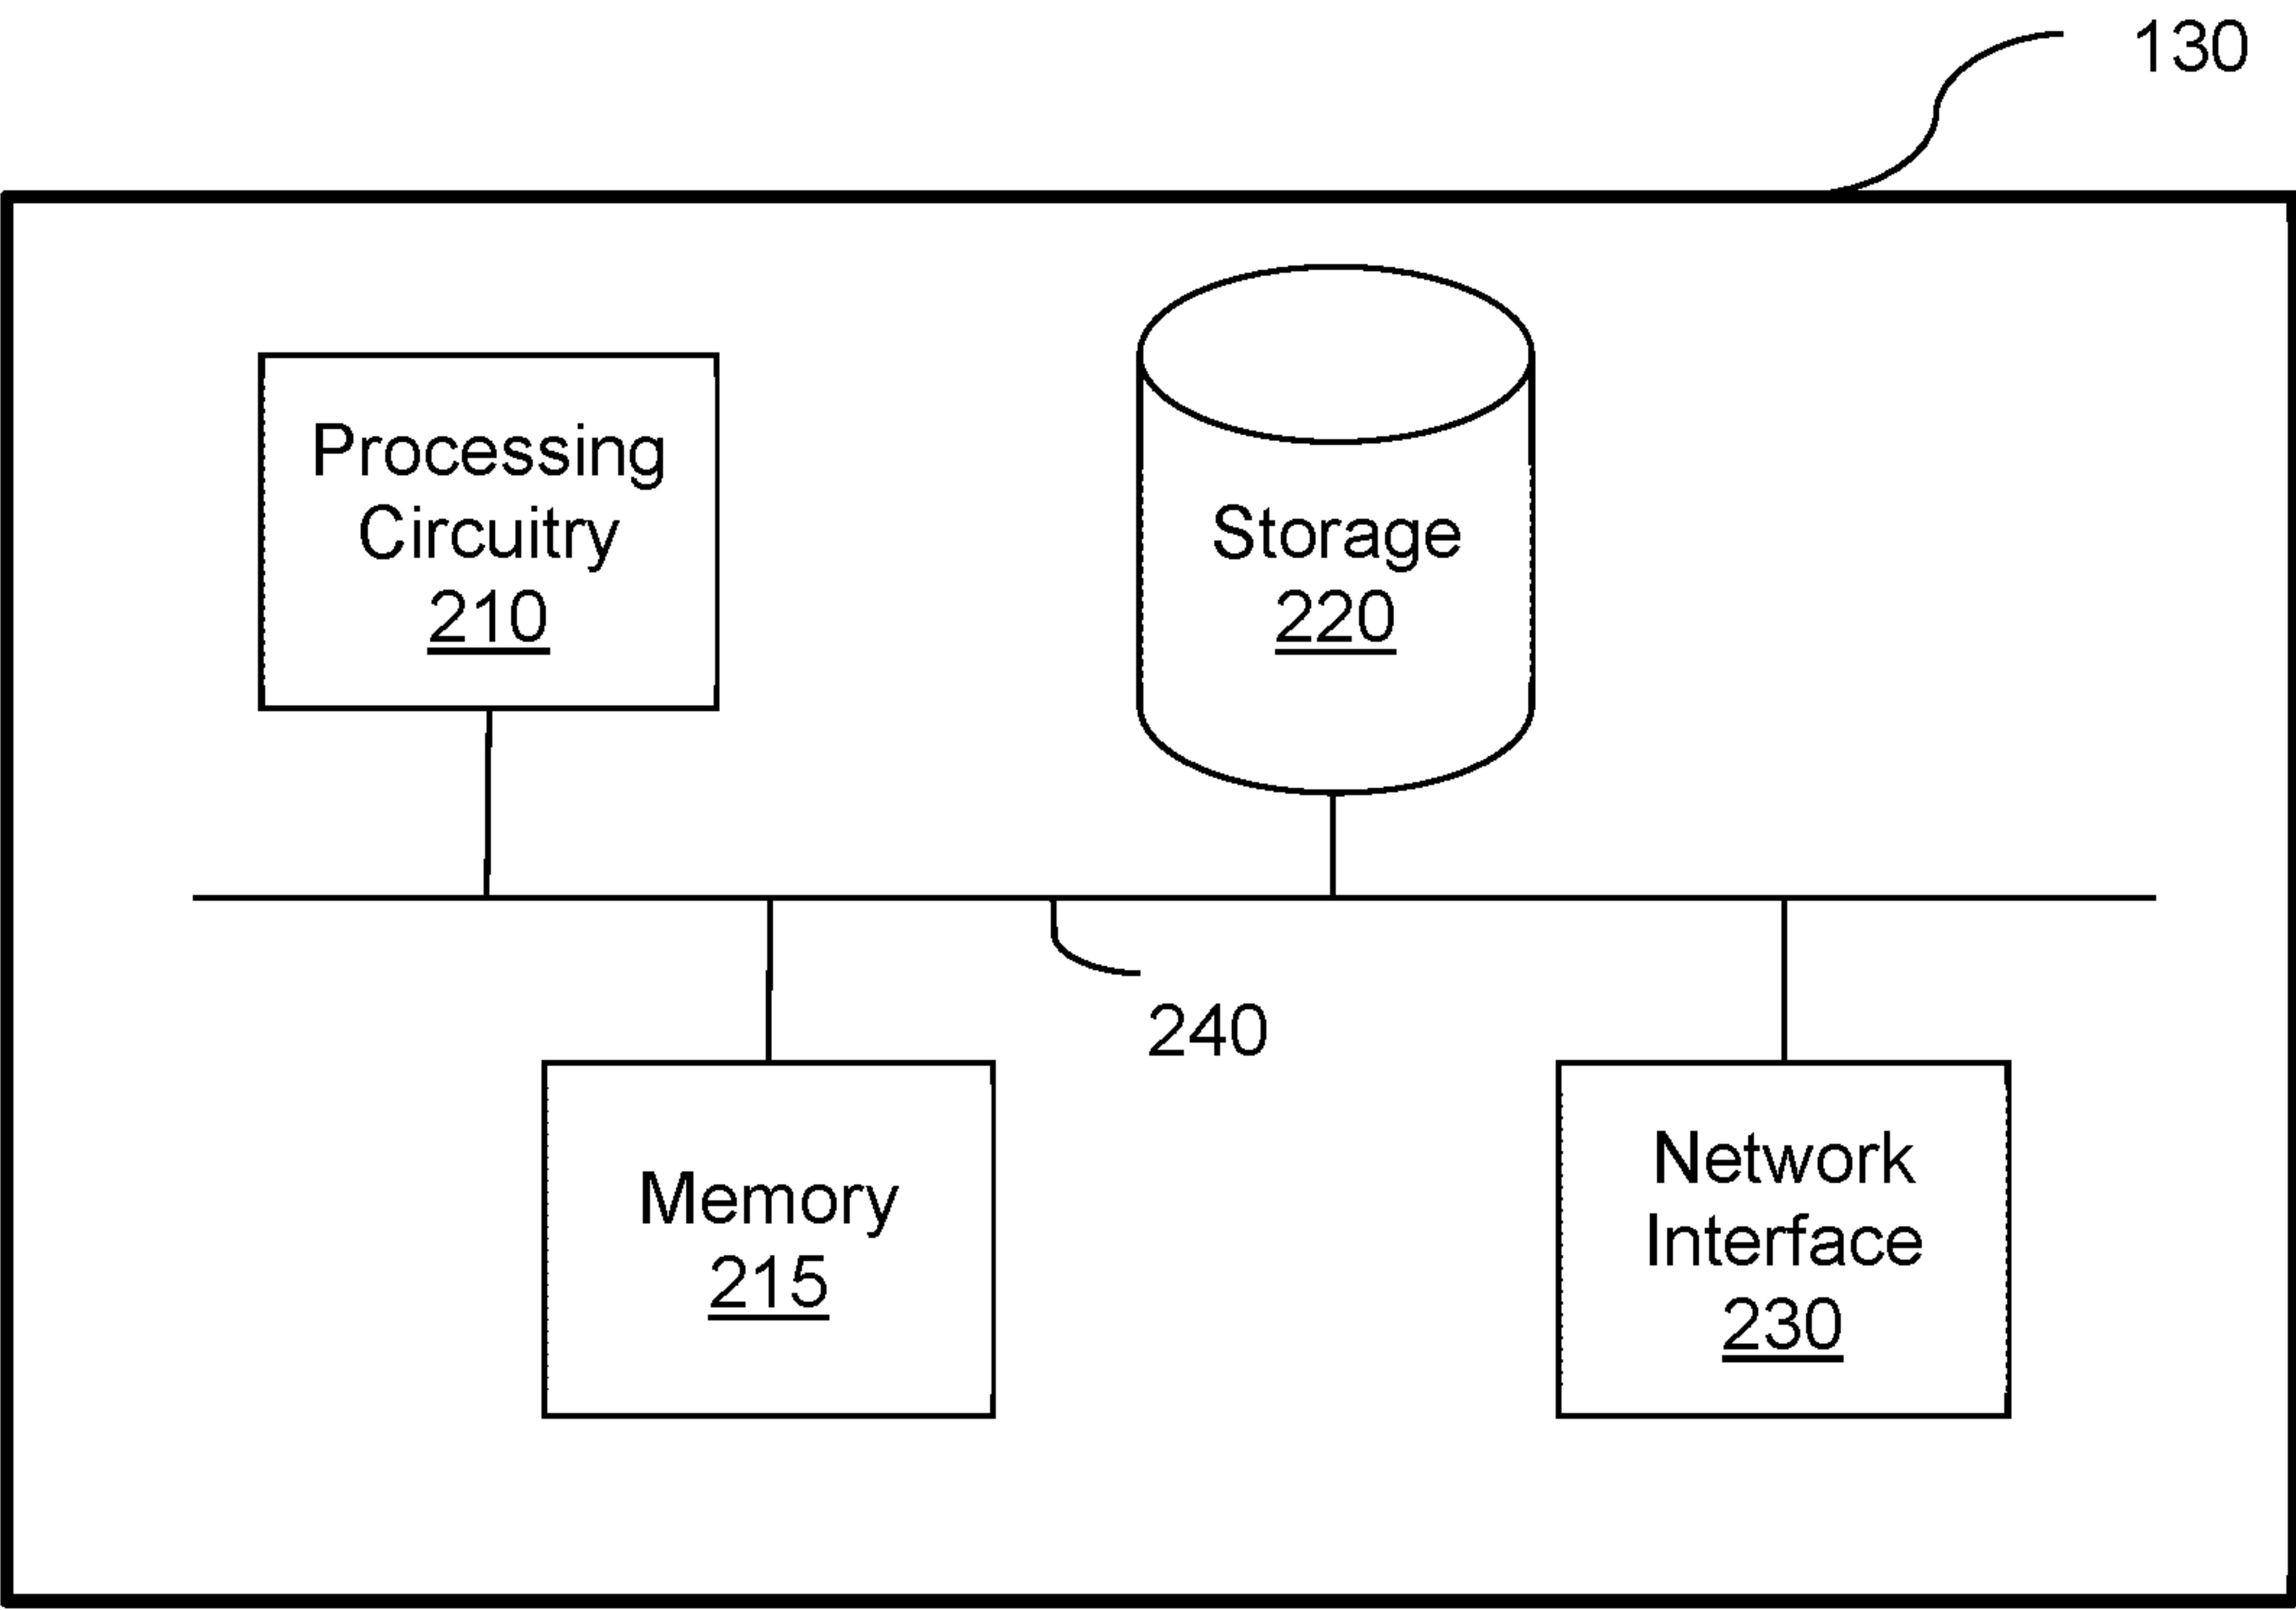 130
Processing
Circuitry
210
Storage
220
240
Memory
215
Network
Interface
230